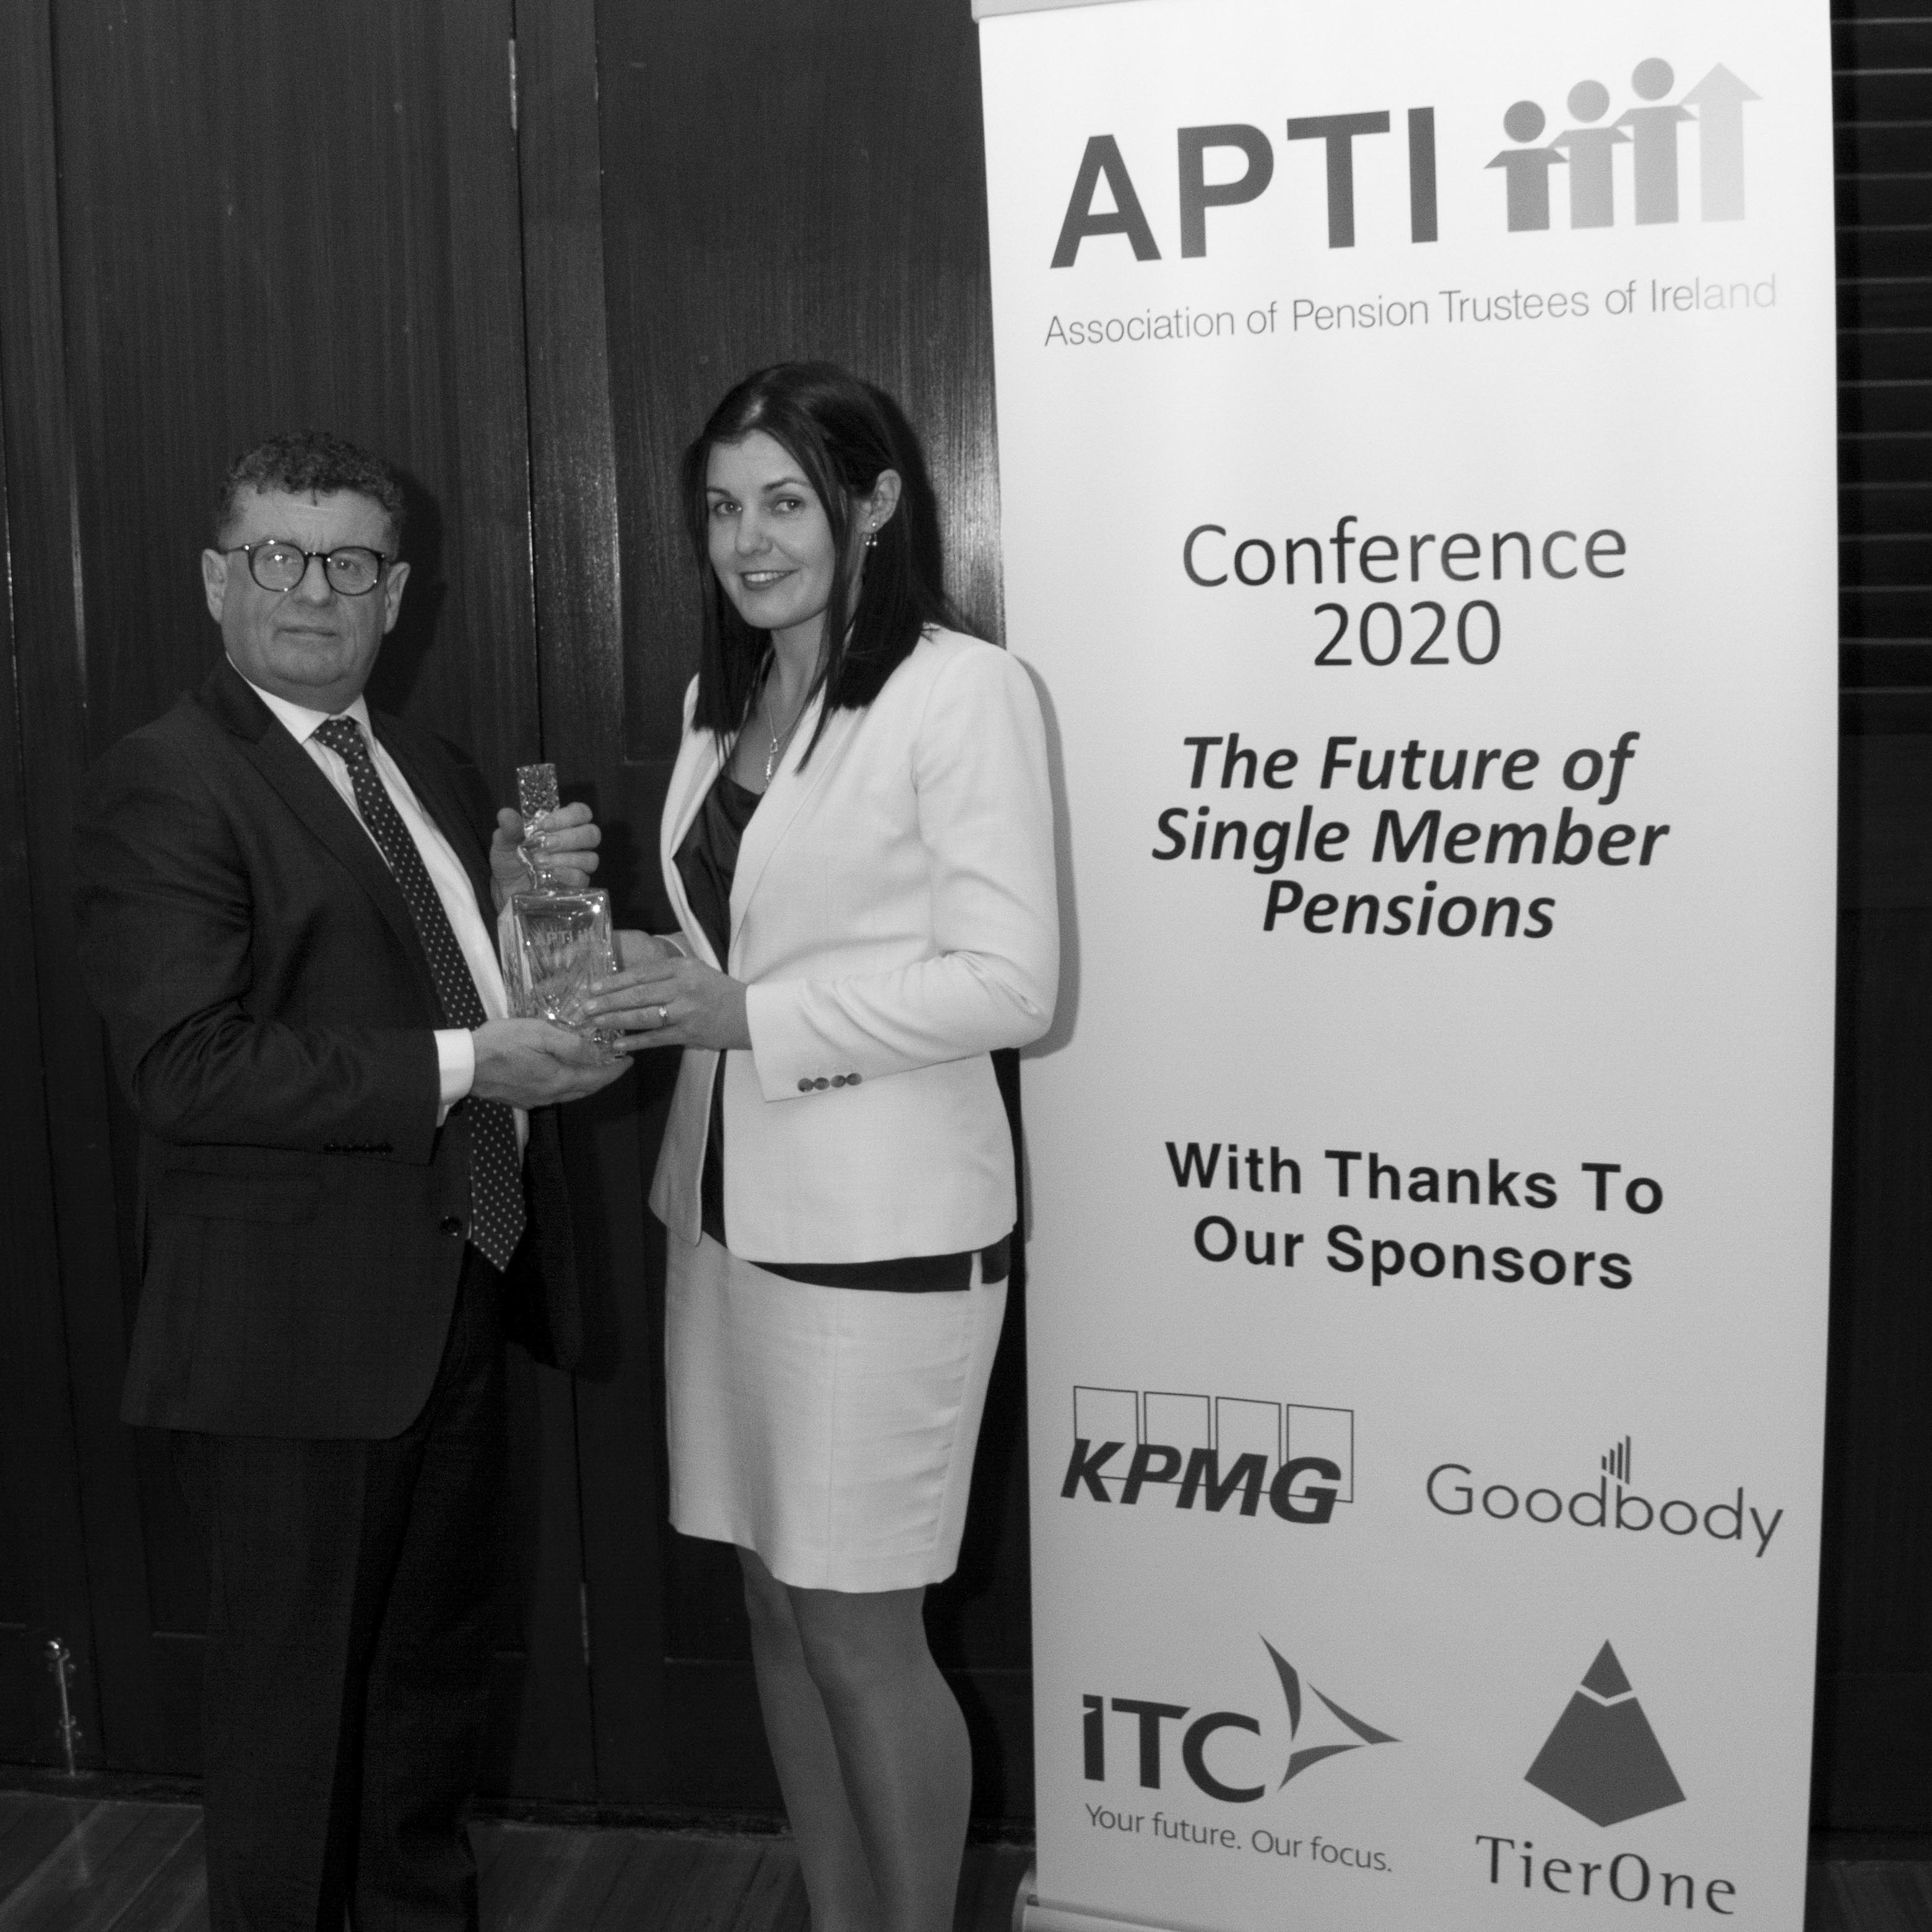 APTI
Association of Pension Trustees of Ireland
Conference
2020
The Future of
Single Member
Pensions
With Thanks To
Our Sponsors
KPMG
Goodbody
iTC
Your future. Our focus.
TierOne
APTI